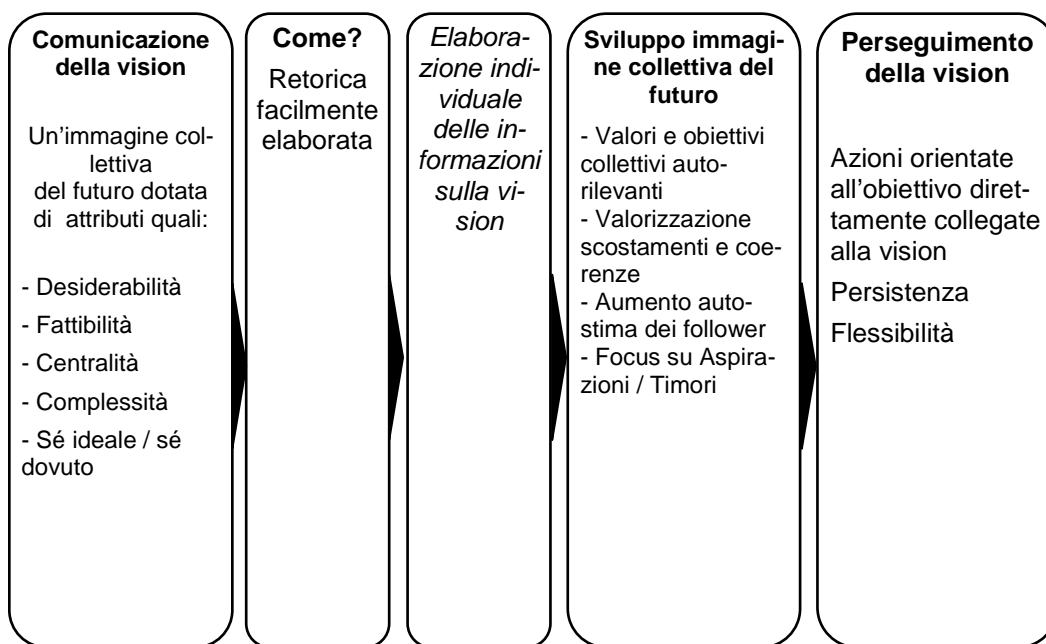 Comunicazione
della vision
Un'immagine col-
lettiva
del futuro dotata
di attributi quali:
- Desiderabilità
- Fattibilità
- Centralità
- Complessità
- Sé ideale / sé
dovuto
Come?
Retorica
facilmente
elaborata
Elabora-
zione indi-
viduale
delle in-
formazioni
sulla vi-
sion
Sviluppo immagi-
ne collettiva del
futuro
- Valori e obiettivi
collettivi auto-
rilevanti
- Valorizzazione
scostamenti e coe-
renze
- Aumento auto-
stima dei follower
- Focus su Aspira-
zioni / Timori
Perseguimento
della vision
Azioni orientate
all'obiettivo diret-
tamente collegate
alla vision
Persistenza
Flessibilità